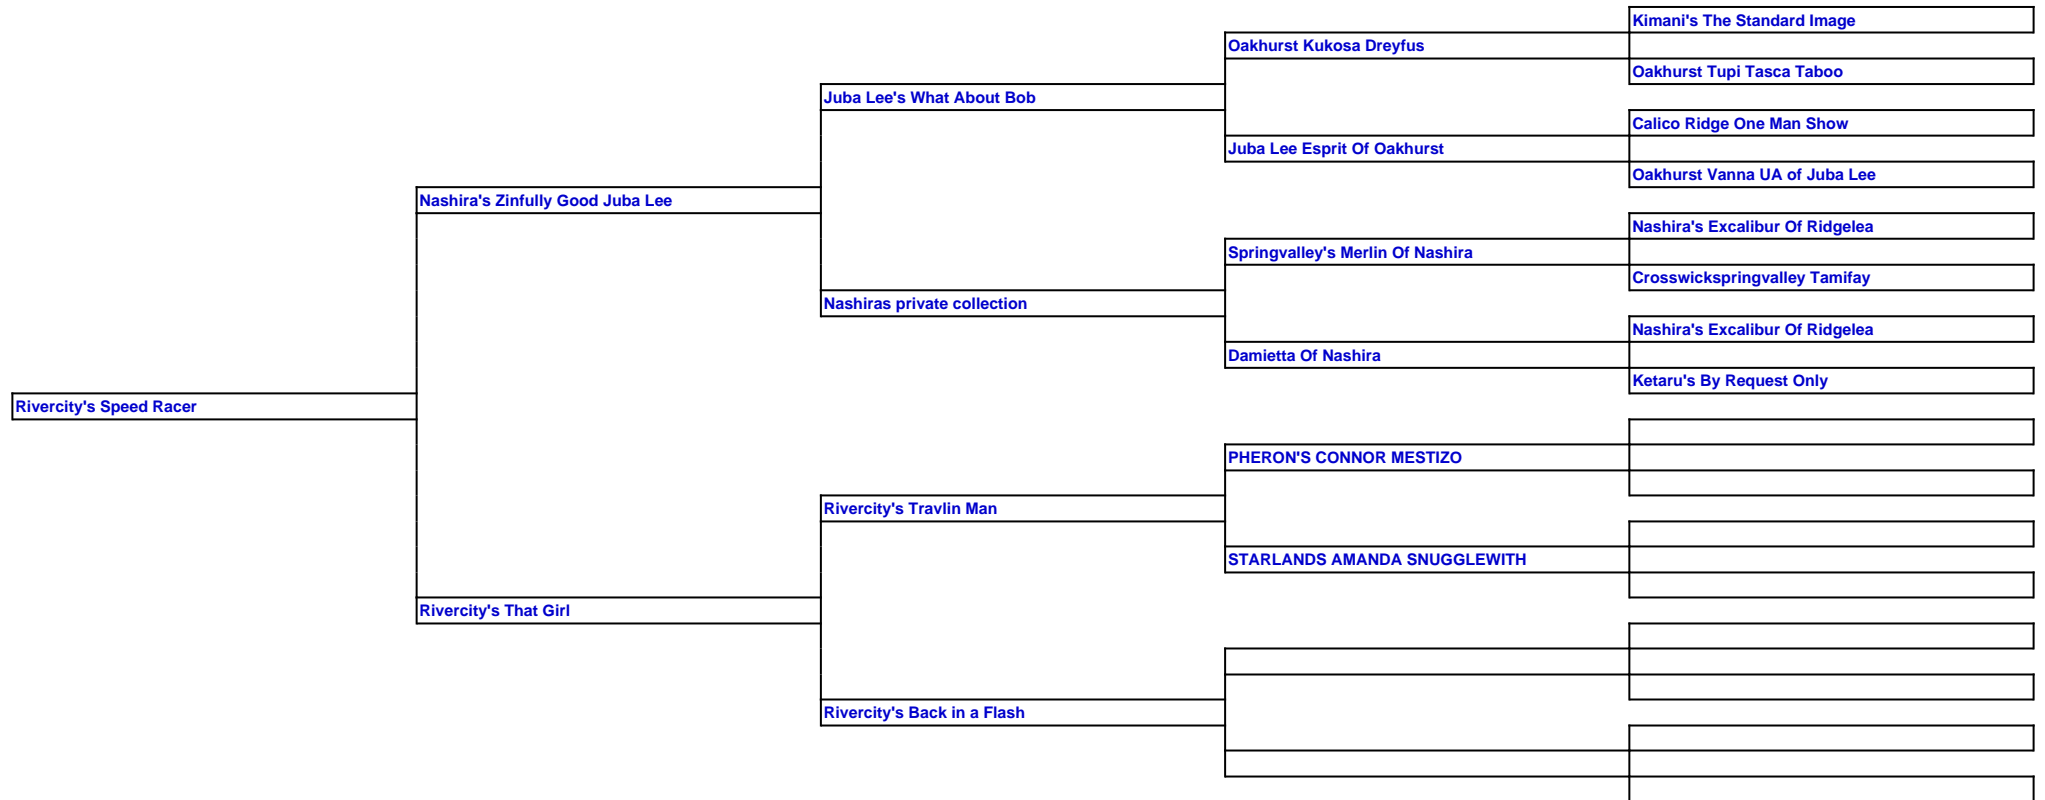 Kimani's The Standard Image
Oakhurst Kukosa Dreyfus
Oakhurst Tupi Tasca Taboo
Juba Lee's What About Bob
Calico Ridge One Man Show
Juba Lee Esprit Of Oakhurst
Oakhurst Vanna UA of Juba Lee
Nashira's Zinfully Good Juba Lee
Nashira's Excalibur Of Ridgelea
Springvalley's Merlin Of Nashira
Crosswickspringvalley Tamifay
Nashiras private collection
Nashira's Excalibur Of Ridgelea
Damietta Of Nashira
Ketaru's By Request Only
Rivercity's Speed Racer
PHERON'S CONNOR MESTIZO
Rivercity's Travlin Man
STARLANDS AMANDA SNUGGLEWITH
Rivercity's That Girl
Rivercity's Back in a Flash